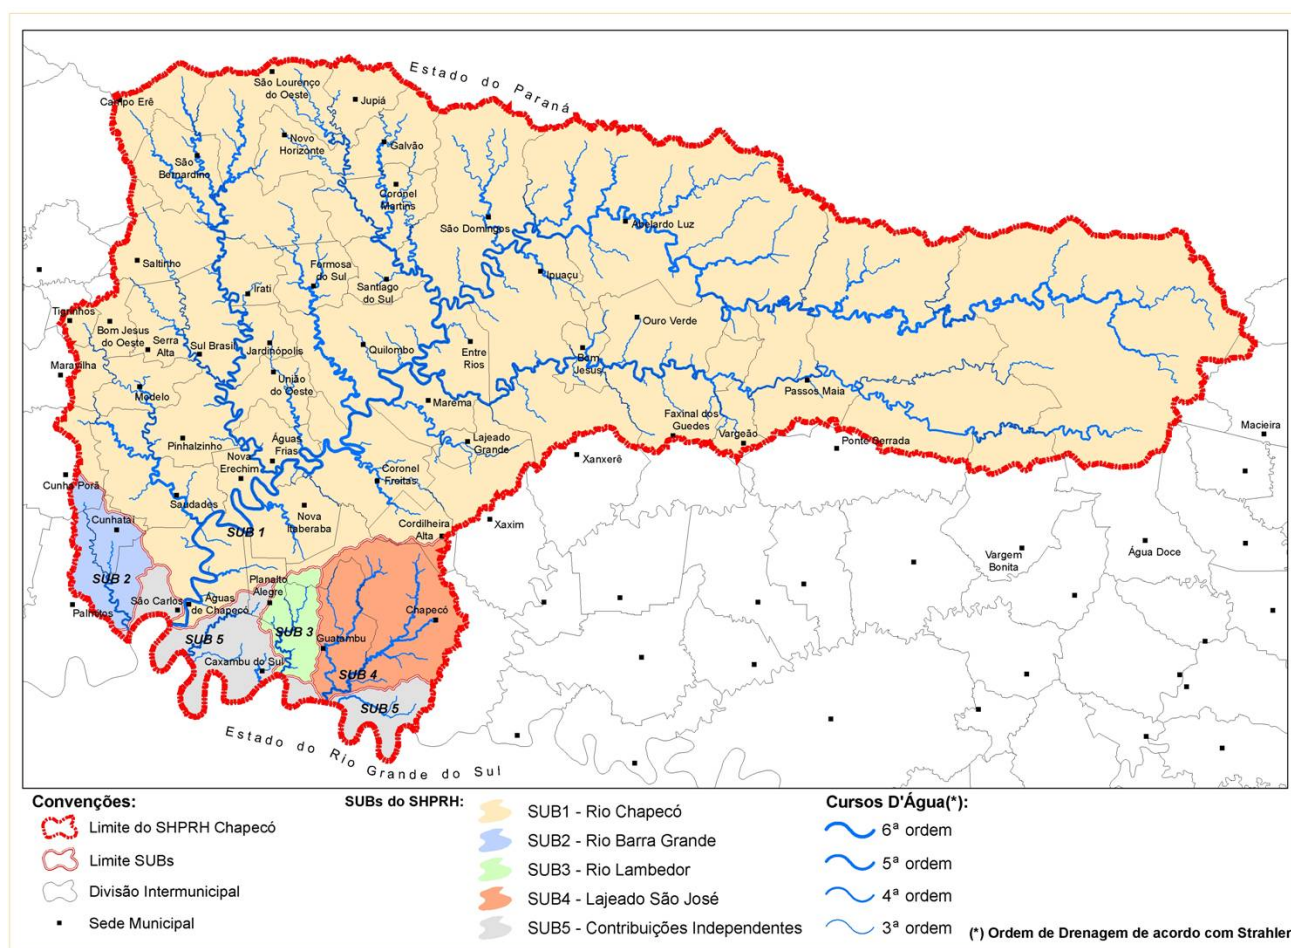 Estado do Paraná
Campo Erê
São Lourenço
do Oeste
Jupiá
Novo
Horizonte
Galvão
São
Bernardino
Coronel
Martins
São Domingos
Abelardo Luz
Saltinho
Formosa
do Sul
Santiago
do Sul
Ipuaçu
Irati
Tigrinhos
Bom Jesus
do Oeste
Serra
Alta
Sul Brasil
Jardinópolis
Quilombo
Entre
Rios
Ouro Verde
Bom
Jesus
Maravilha
Modelo
União
do Oeste
Marema
Passos Maia
Faxinal dos
Guedes
Vargeão
Ponte Serrada
Macieira
Pinhalzinho
Nova
Erechim
Águas
Frias
Lajeado
Grande
Xanxerê
Coronel
Freitas
Cunha Porã
Saudades
Nova
Itaberaba
Cordilheira
Alta
Xaxim
Cunhataí
SUB 1
Vargem
Bonita
Água Doce
SUB 2
Planalto
Alegre
Palmitos
São Carlos
Águas
de Chapecó
Chapecó
SUB 5
SUB 3
Guatambu
Caxambu do Sul
SUB 4
SUB 5
Estado do Rio Grande do Sul
Convenções:
Limite do SHPRH Chapecó
Limite SUBs
Divisão Intermunicipal
Sede Municipal
SUBs do SHPRH:
SUB1 - Rio Chapecó
SUB2 - Rio Barra Grande
SUB3 - Rio Lambedor
SUB4 - Lajeado São José
SUB5 - Contribuições Independentes
Cursos D'Água(*):
6ª ordem
5ª ordem
4ª ordem
3ª ordem
(*) Ordem de Drenagem de acordo com Strahler